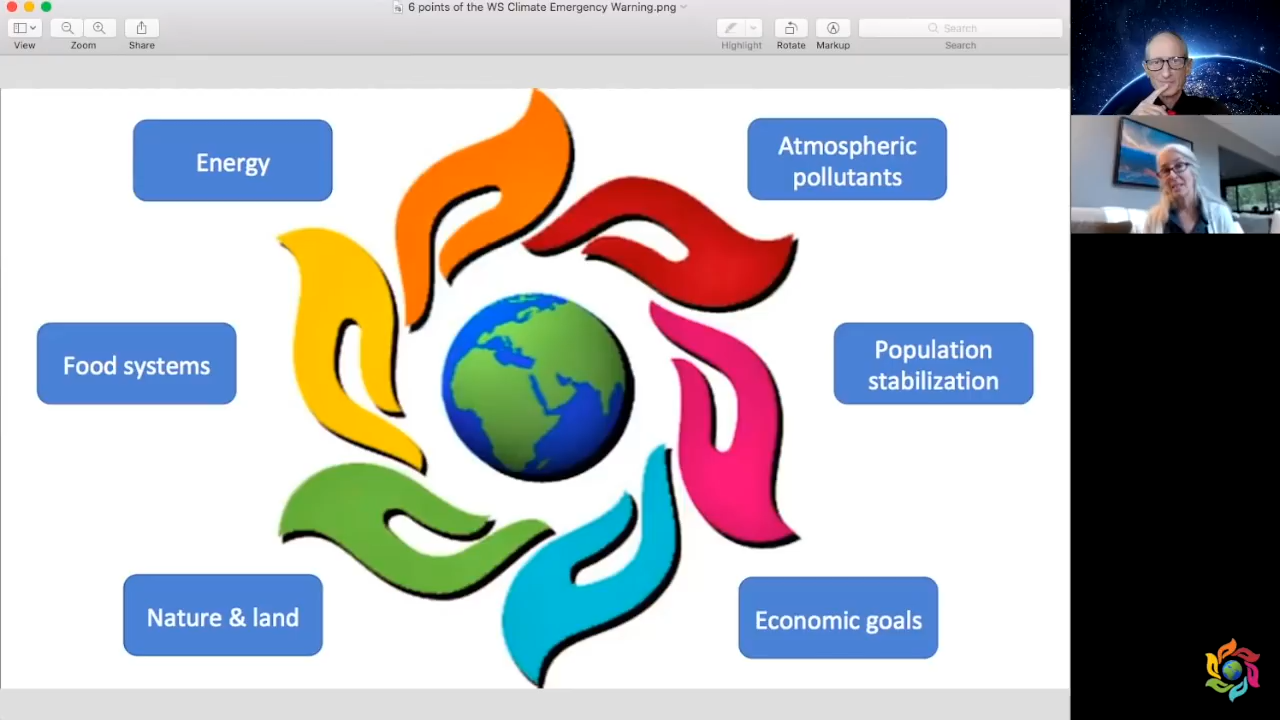 6 points of the WS Climate Emergency Warning.png
View
Zoom
Share
Highlight
Rotate
Markup
Search
Search
Energy
Atmospheric
pollutants
Food systems
Population
stabilization
Nature & land
Economic goals